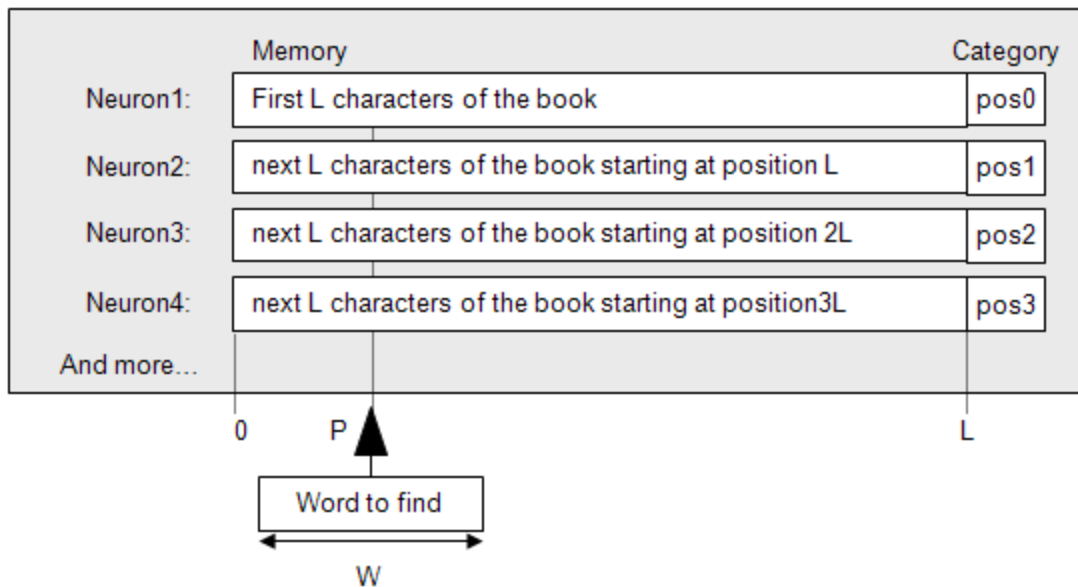 Memory Category
Neuron1: First L characters of the book pos0
Neuron2: next L characters of the book starting at position L pos1
Neuron3: next L characters of the book starting at position 2L pos2
Neuron4: next L characters of the book starting at position3L pos3
And more...
0 P L
Word to find
W